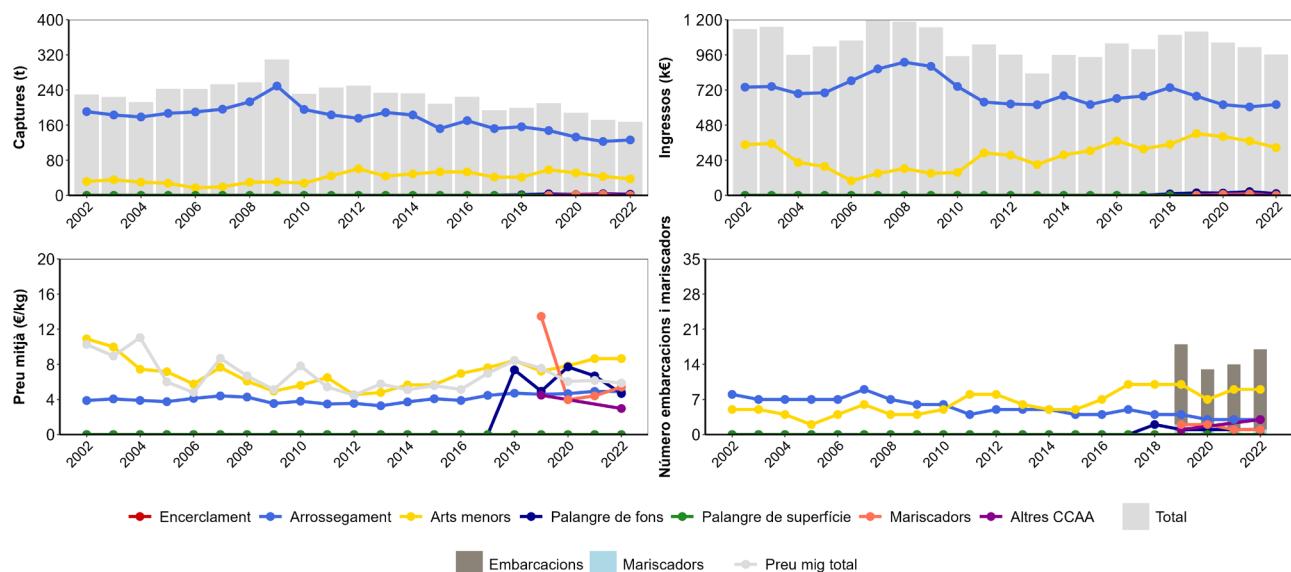 Captures (t)
400
320
240
160
80
0
2002 2004 2006 2008 2010 2012 2014 2016 2018 2020 2022
Ingressos (k€)
1 200
960
720
480
240
0
2002 2004 2006 2008 2010 2012 2014 2016 2018 2020 2022
Preu mitjà (€/kg)
20
16
12
8
4
0
2002 2004 2006 2008 2010 2012 2014 2016 2018 2020 2022
Número embarcacions i mariscadors
35
28
21
14
7
0
2002 2004 2006 2008 2010 2012 2014 2016 2018 2020 2022
Encerclament Arrossegament Arts menors Palangre de fons Palangre de superfície Mariscadors Altres CCAA Total
Embarcacions Mariscadors Preu mig total